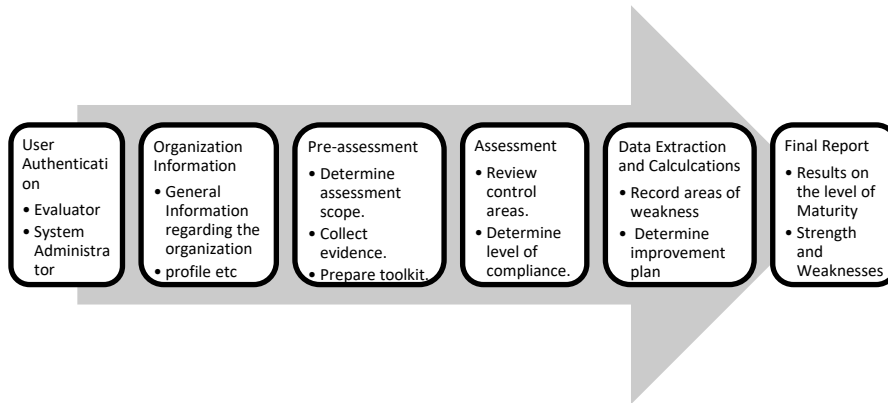 User
Authenticati
on
• Evaluator
• System
Administra
tor
Organization
Information
• General
Information
regarding the
organization
• profile etc
Pre-assessment
• Determine
assessment
scope.
• Collect
evidence.
• Prepare toolkit.
Assessment
• Review
control
areas.
• Determine
level of
compliance.
Data Extraction
and Calculcations
• Record areas of
weakness
• Determine
improvement
plan
Final Report
• Results on
the level of
Maturity
• Strength
and
Weaknesses